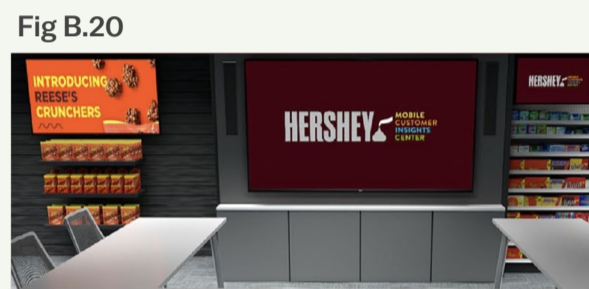 Fig B.20
INTRODUCING
REESE'S
CRUNCHERS
HERSHEY
MOBILE
CUSTOMER
INSIGHTS
CENTER
HERSHEY